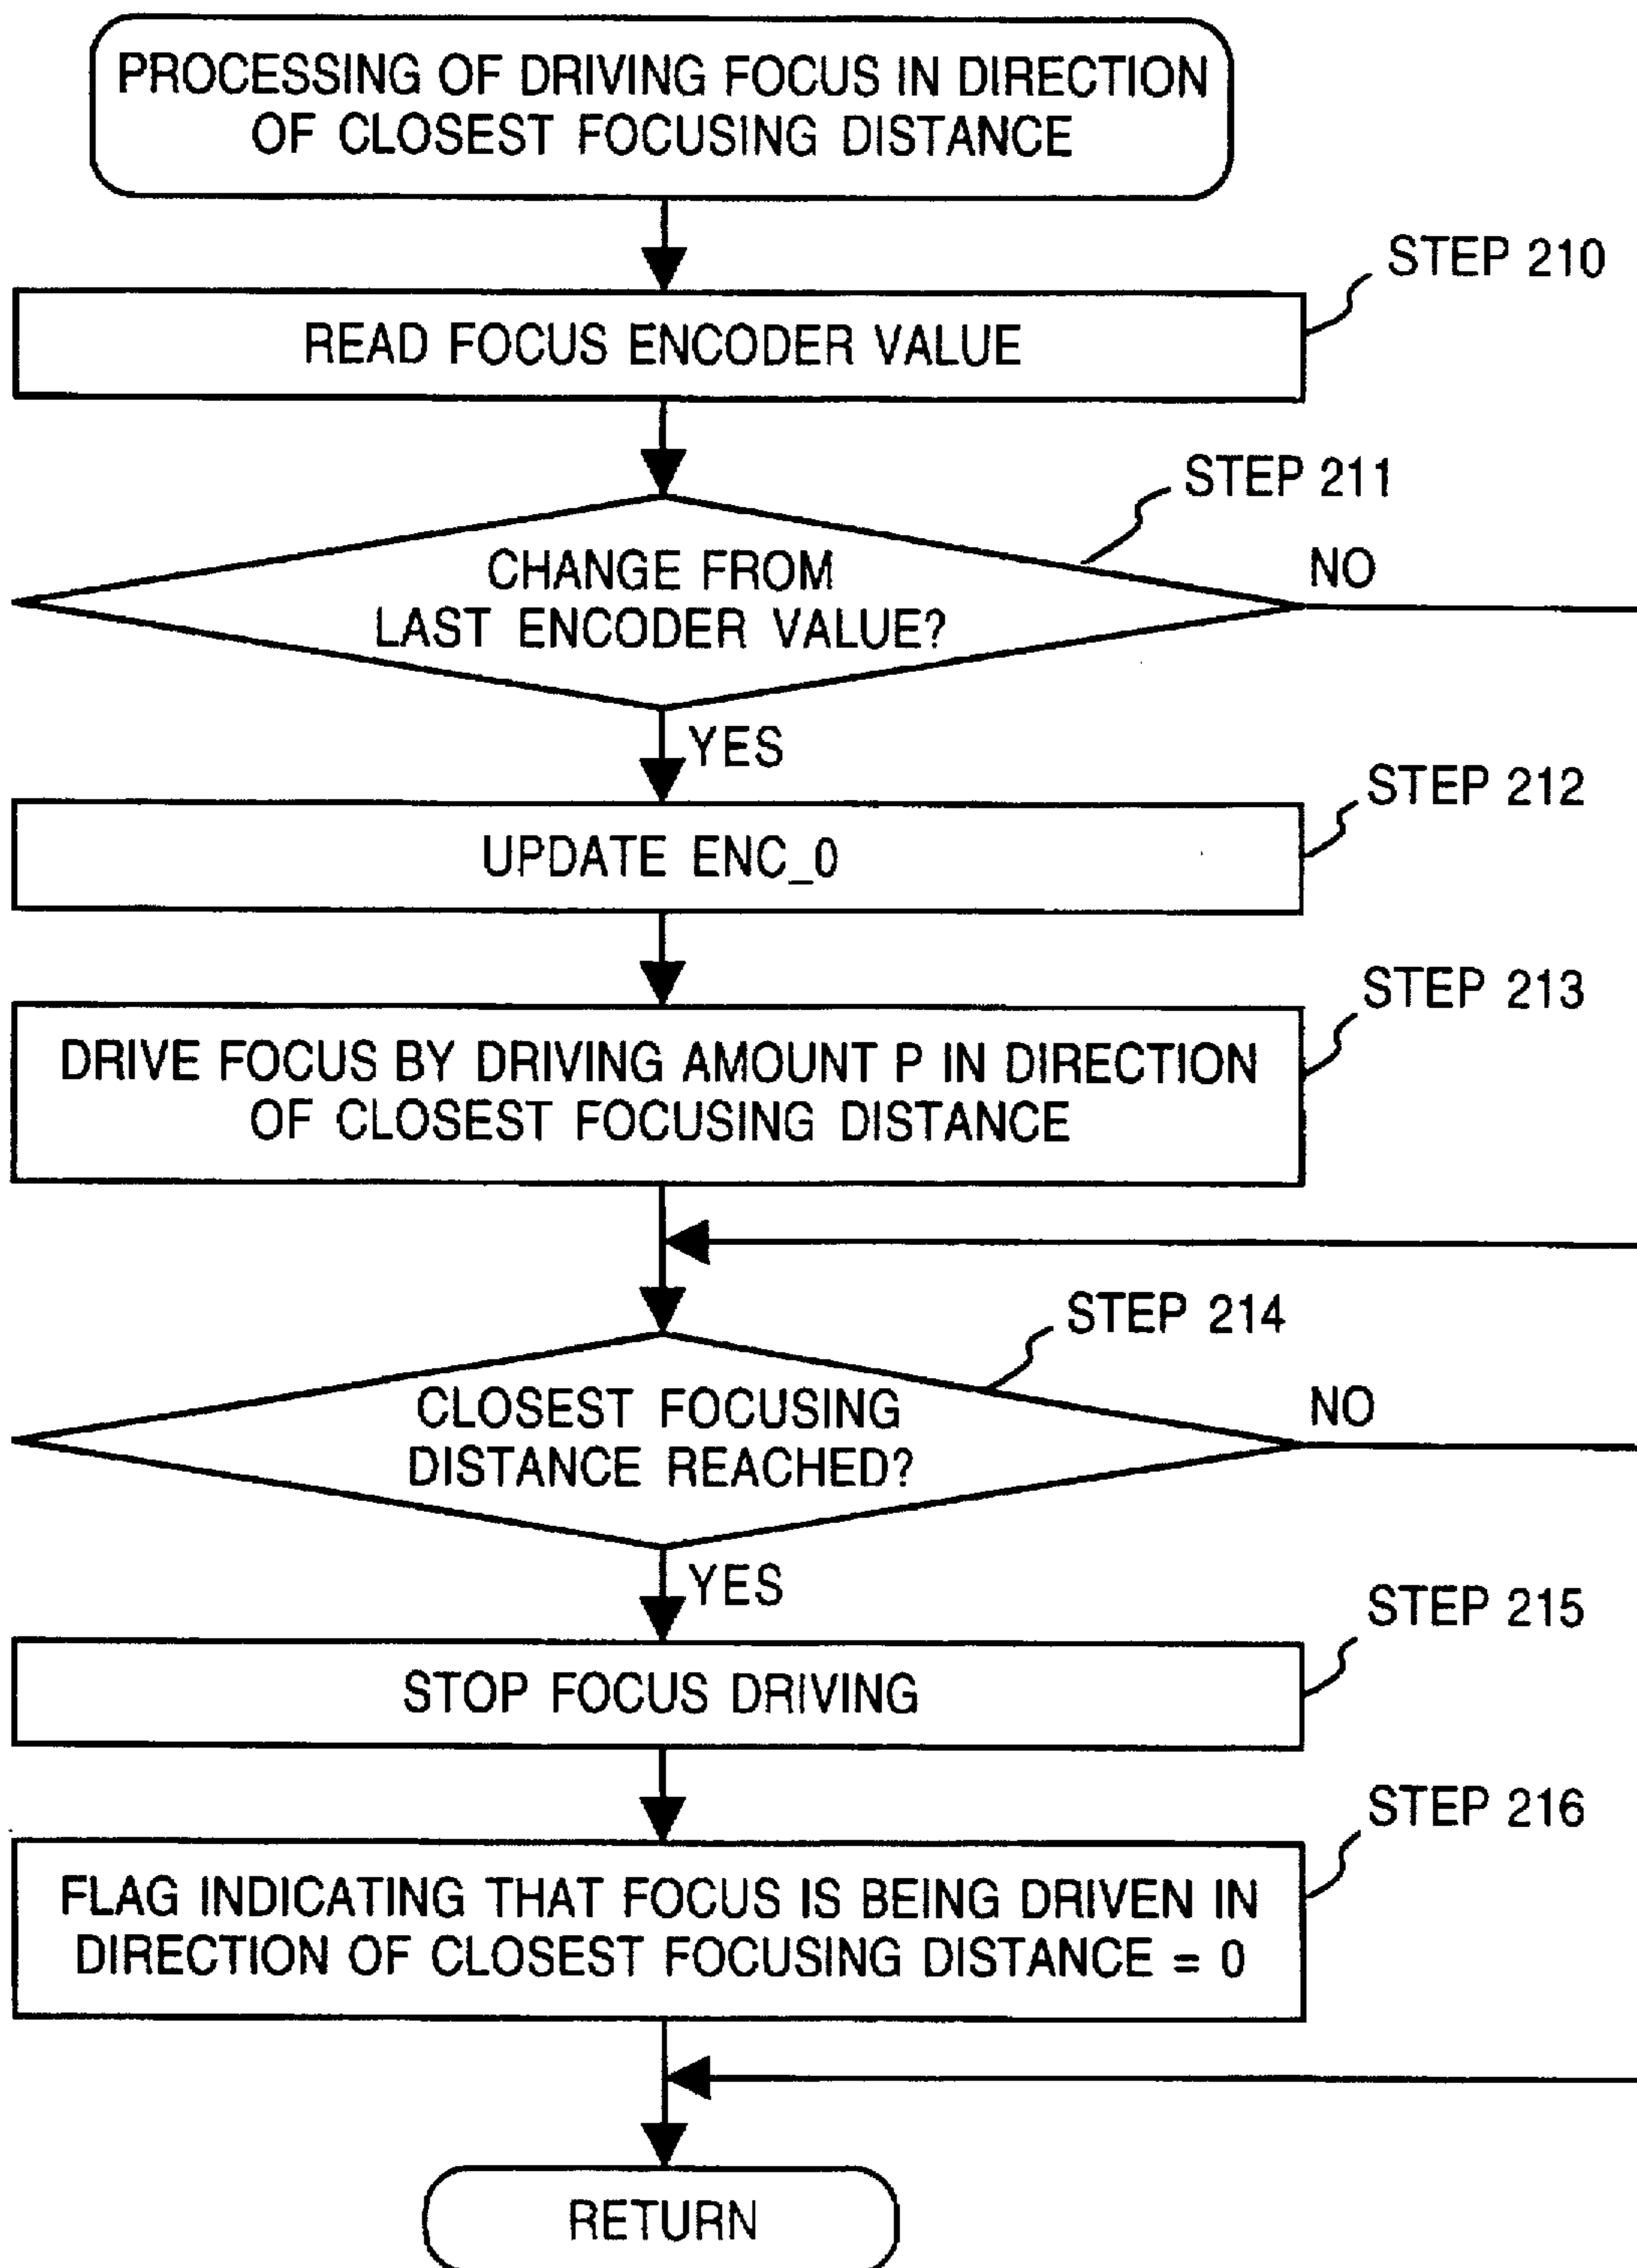 PROCESSING OF DRIVING FOCUS IN DIRECTION
OF CLOSEST FOCUSING DISTANCE
STEP 210
READ FOCUS ENCODER VALUE
STEP 211
CHANGE FROM
LAST ENCODER VALUE?
NO
YES
STEP 212
UPDATE ENC_0
STEP 213
DRIVE FOCUS BY DRIVING AMOUNT P IN DIRECTION
OF CLOSEST FOCUSING DISTANCE
STEP 214
CLOSEST FOCUSING
DISTANCE REACHED?
NO
YES
STEP 215
STOP FOCUS DRIVING
STEP 216
FLAG INDICATING THAT FOCUS IS BEING DRIVEN IN
DIRECTION OF CLOSEST FOCUSING DISTANCE = 0
RETURN